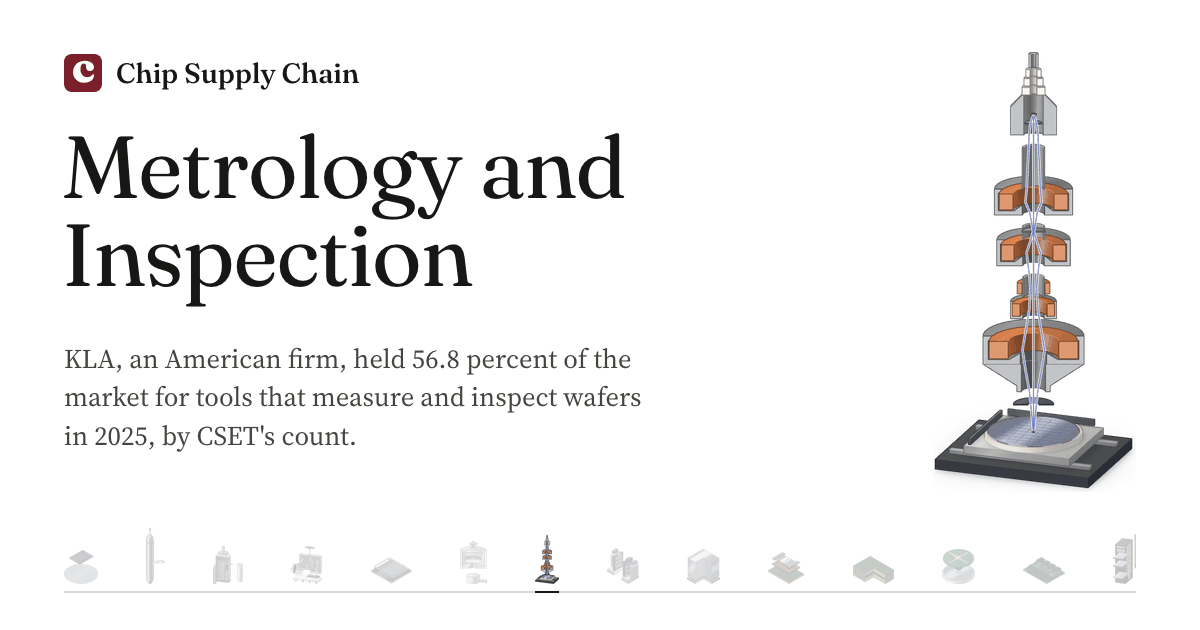 Chip Supply Chain
Metrology and
Inspection
KLA, an American firm, held 56.8 percent of the
market for tools that measure and inspect wafers
in 2025, by CSET's count.